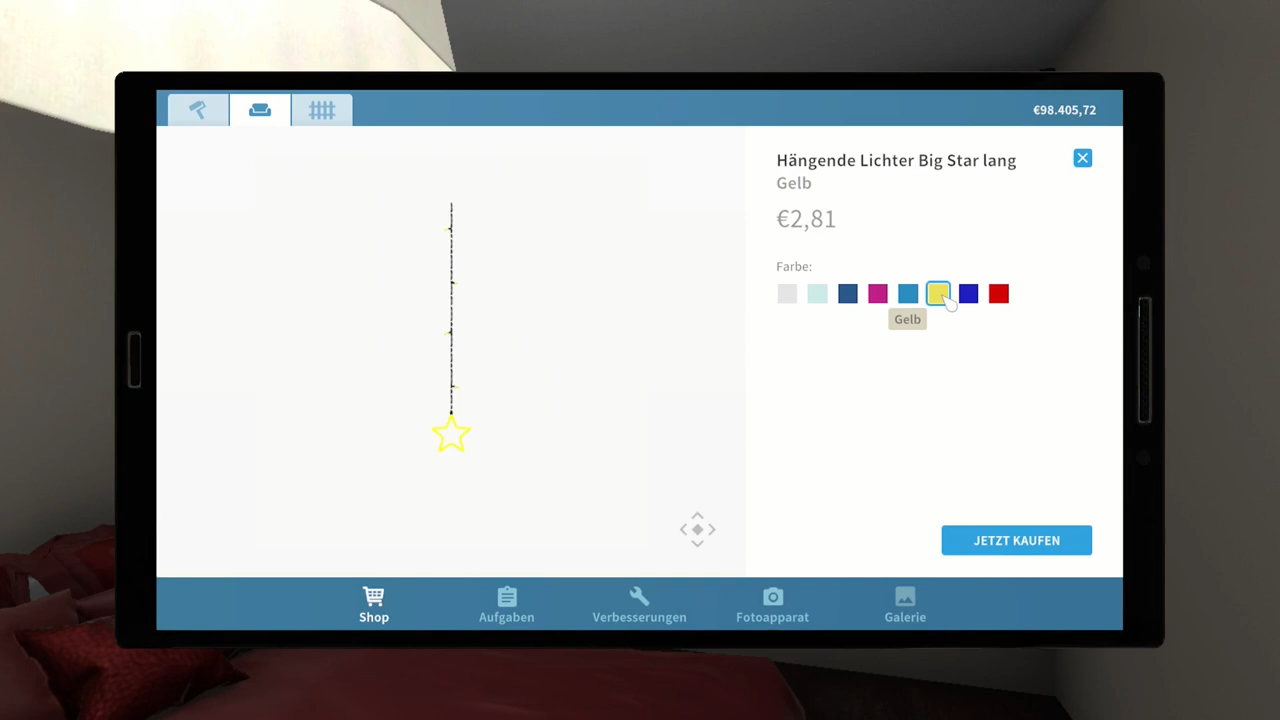 €98.405,72
Hängende Lichter Big Star lang
Gelb
€2,81
Farbe:
Gelb
JETZT KAUFEN
Shop
Aufgaben
Verbesserungen
Fotoapparat
Galerie